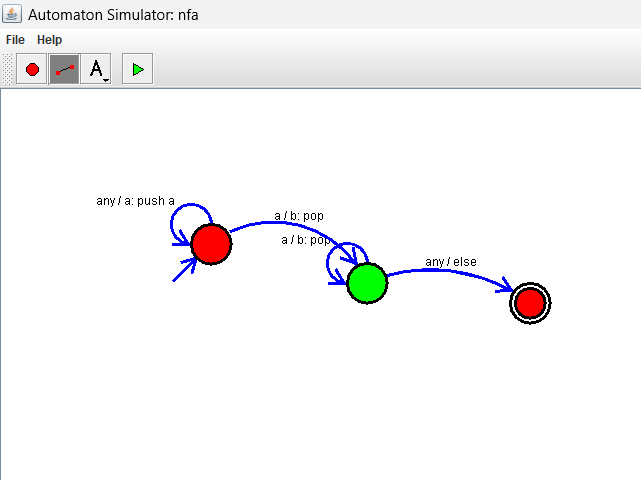 Automaton Simulator: nfa
File Help
A
any / a: push a
a / b: pop
a / b: pop
any / else